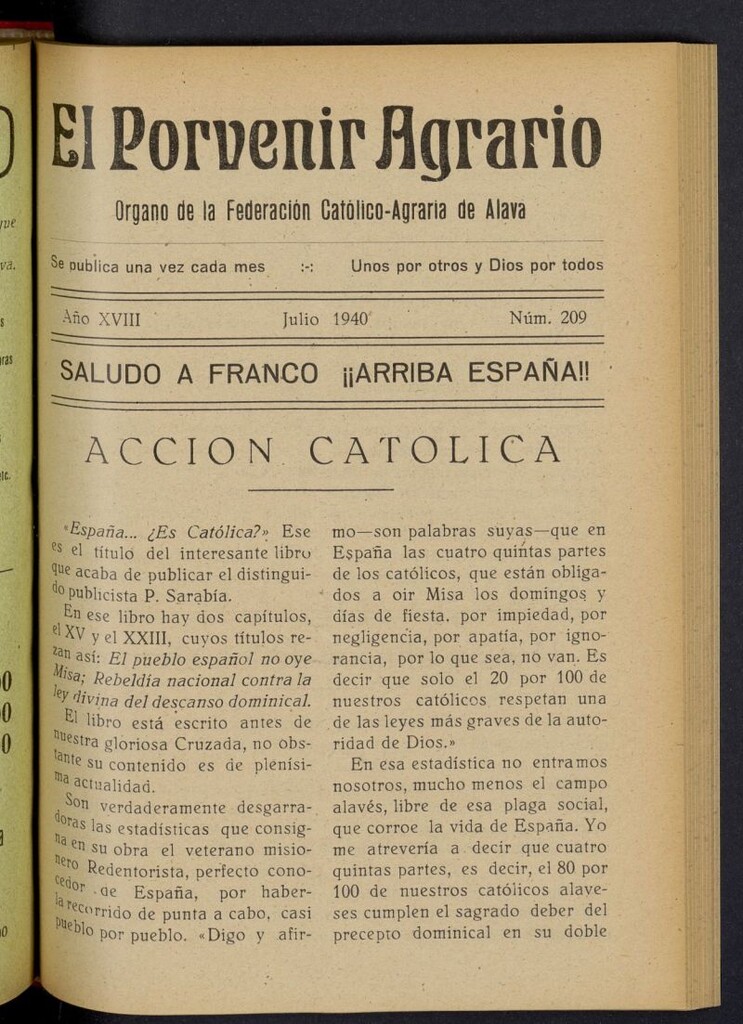 El Porvenir Agrario
Organo de la Federación Católico-Agraria de Alava
Se publica una vez cada mes :-: Unos por otros y Dios por todos
Año XVIII Julio 1940 Núm. 209
SALUDO A FRANCO ¡¡ARRIBA ESPAÑA!!
ACCION CATOLICA
«España... ¿Es Católica?» Ese
es el título del interesante libro
que acaba de publicar el distingui-
do publicista P. Sarabía.
En ese libro hay dos capítulos,
el XV y el XXIII, cuyos títulos re-
zan así: El pueblo español no oye
Misa; Rebeldía nacional contra la
ley divina del descanso dominical.
El libro está escrito antes de
nuestra gloriosa Cruzada, no obs-
tante su contenido es de plenísi-
ma actualidad.
Son verdaderamente desgarra-
doras las estadísticas que consig-
na en su obra el veterano misio-
nero Redentorista, perfecto cono-
cedor de España, por haber-
la recorrido de punta a cabo, casi
pueblo por pueblo. «Digo y afir-
mo—son palabras suyas—que en
España las cuatro quintas partes
de los católicos, que están obliga-
dos a oir Misa los domingos y
días de fiesta. por impiedad, por
negligencia, por apatía, por igno-
rancia, por lo que sea, no van. Es
decir que solo el 20 por 100 de
nuestros católicos respetan una
de las leyes más graves de la auto-
ridad de Dios.»
En esa estadística no entramos
nosotros, mucho menos el campo
alavés, libre de esa plaga social,
que corroe la vida de España. Yo
me atrevería a decir que cuatro
quintas partes, es decir, el 80 por
100 de nuestros católicos alave-
ses cumplen el sagrado deber del
precepto dominical en su doble